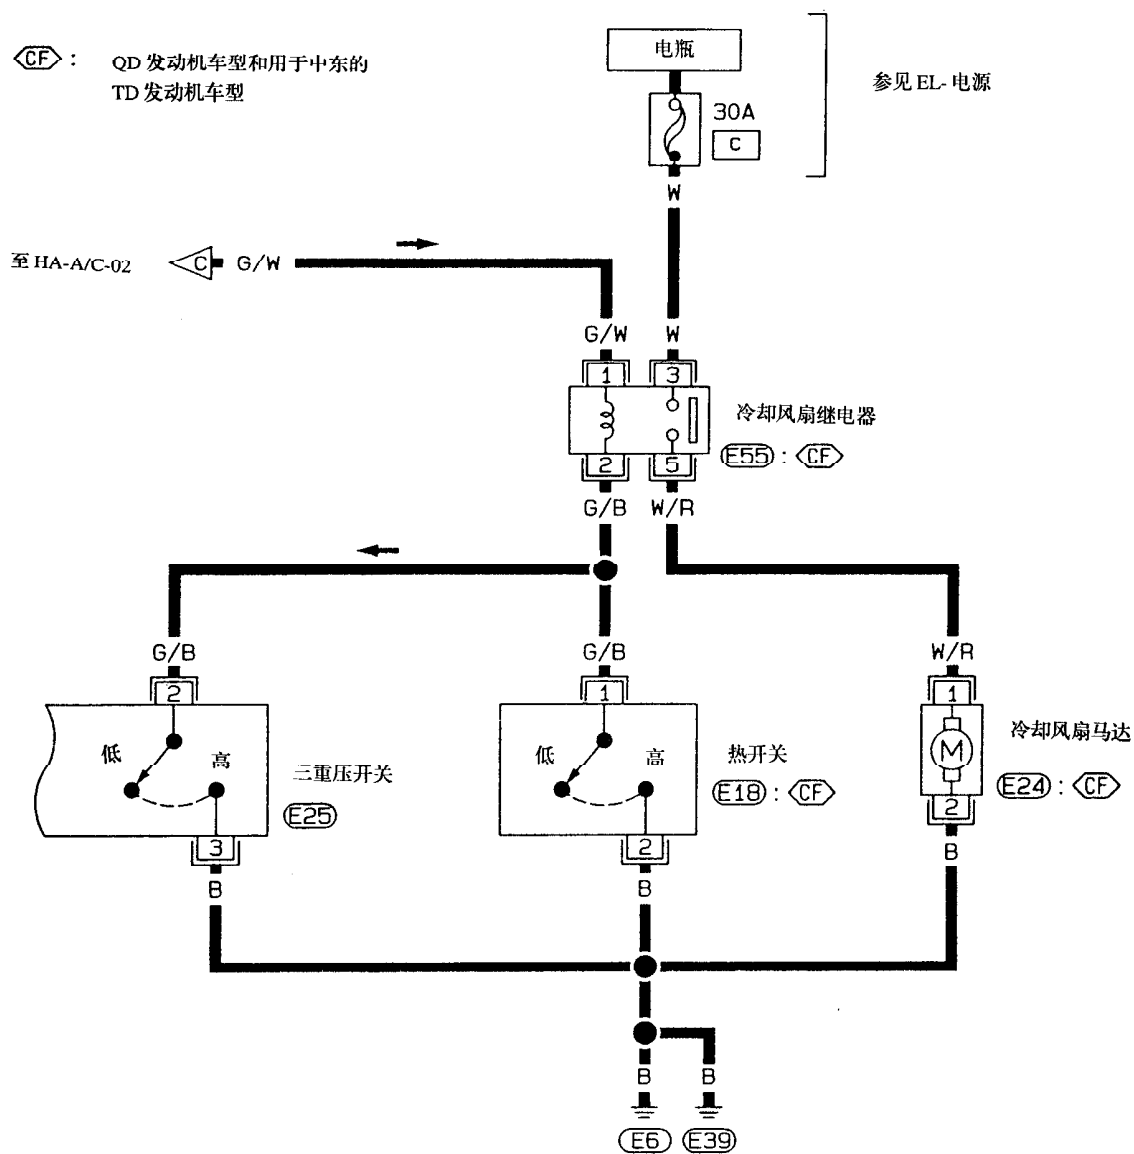 CF : QD 发动机车型和用于中东的
TD 发动机车型
电瓶
参见 EL- 电源
30A
C
W
至 HA-A/C-02
C
G/W
G/W
W
1
3
冷却风扇继电器
E55 : CF
2
5
G/B
W/R
G/B
G/B
W/R
2
1
1
低
高
三重压开关
E25
低
高
热开关
E18 : CF
M
冷却风扇马达
E24 : CF
3
2
2
B
B
B
B
B
E6
E39